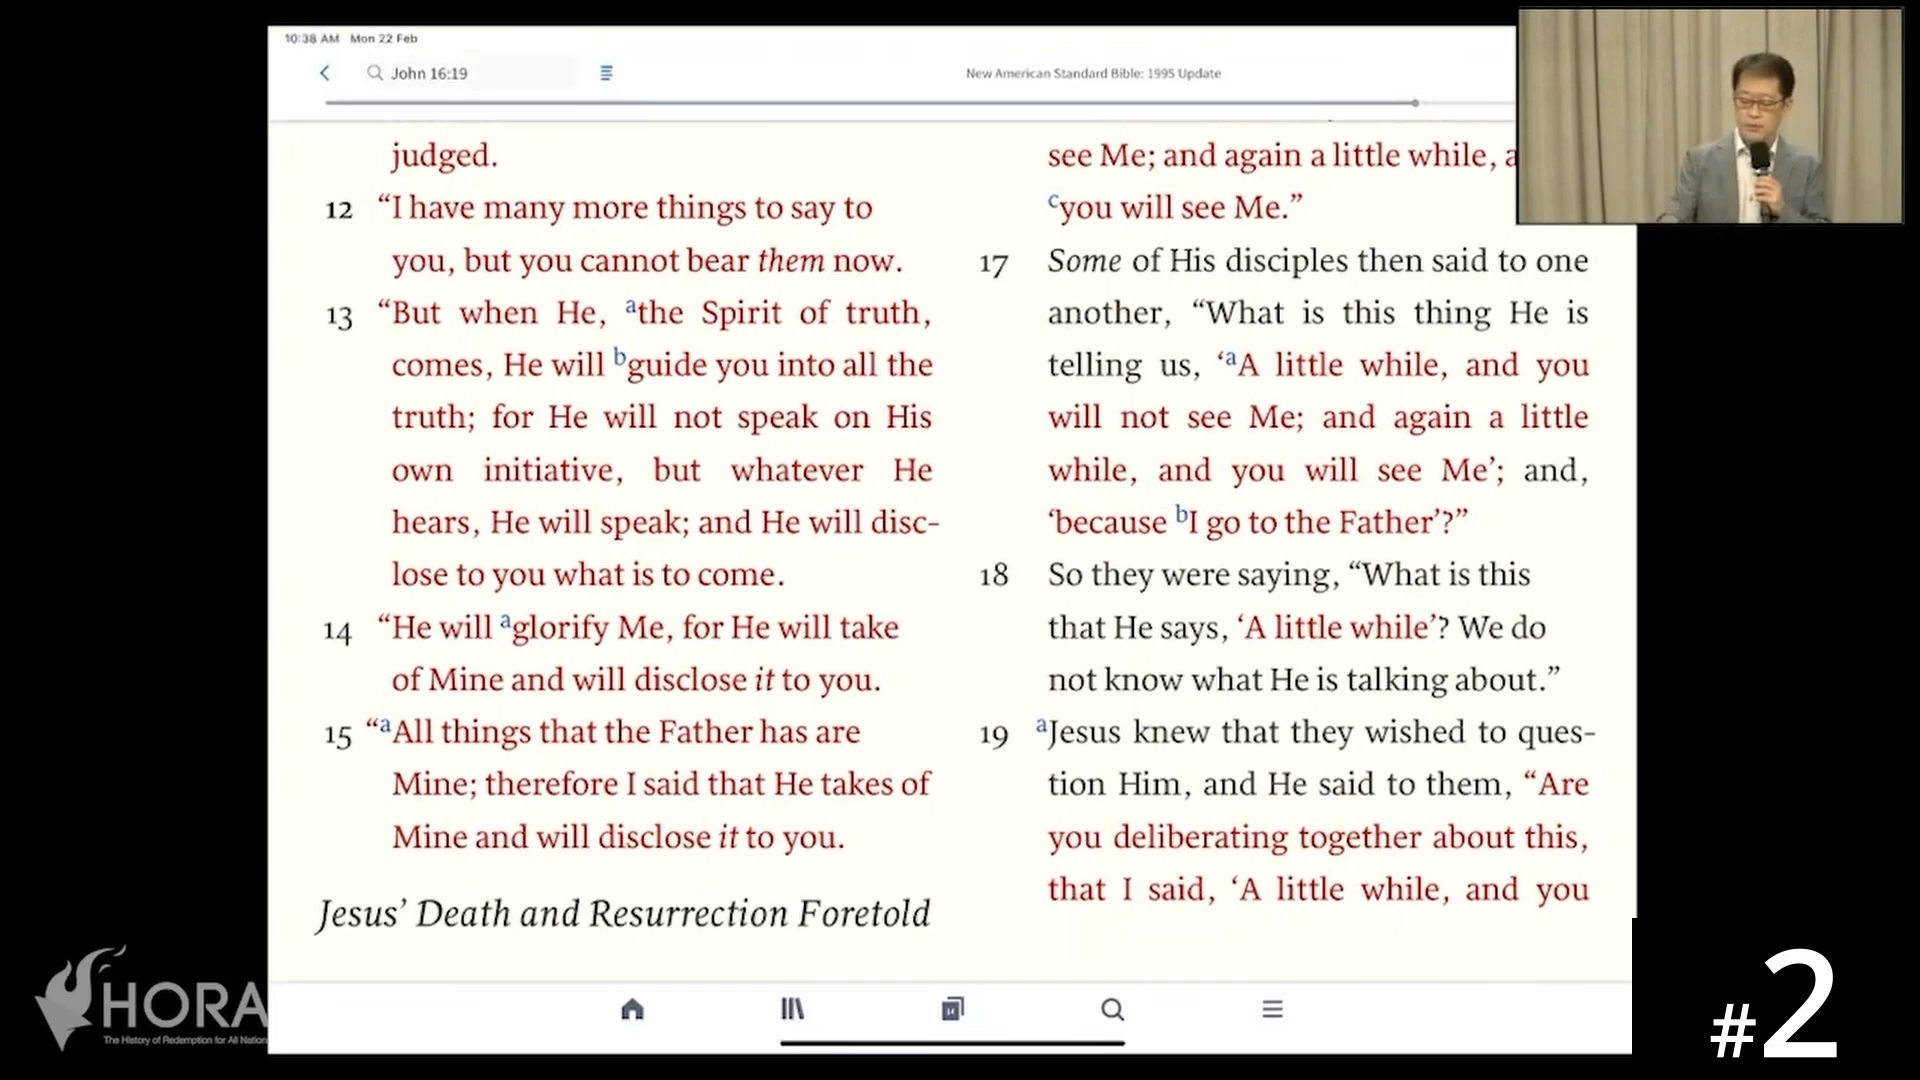 10:38 AM Mon 22 Feb
John 16:19
New American Standard Bible: 1995 Update
judged.
12 “I have many more things to say to
you, but you cannot bear them now.
13 “But when He, athe Spirit of truth,
comes, He will bguide you into all the
truth; for He will not speak on His
own initiative, but whatever He
hears, He will speak; and He will disc-
lose to you what is to come.
14 “He will aglorify Me, for He will take
of Mine and will disclose it to you.
15 “aAll things that the Father has are
Mine; therefore I said that He takes of
Mine and will disclose it to you.
Jesus’ Death and Resurrection Foretold
see Me; and again a little while,
cyou will see Me.”
17 Some of His disciples then said to one
another, “What is this thing He is
telling us, ‘aA little while, and you
will not see Me; and again a little
while, and you will see Me’; and,
‘because bI go to the Father’?”
18 So they were saying, “What is this
that He says, ‘A little while’? We do
not know what He is talking about.”
19 aJesus knew that they wished to ques-
tion Him, and He said to them, “Are
you deliberating together about this,
that I said, ‘A little while, and you
HORA
The History of Redemption for All Nation
#2